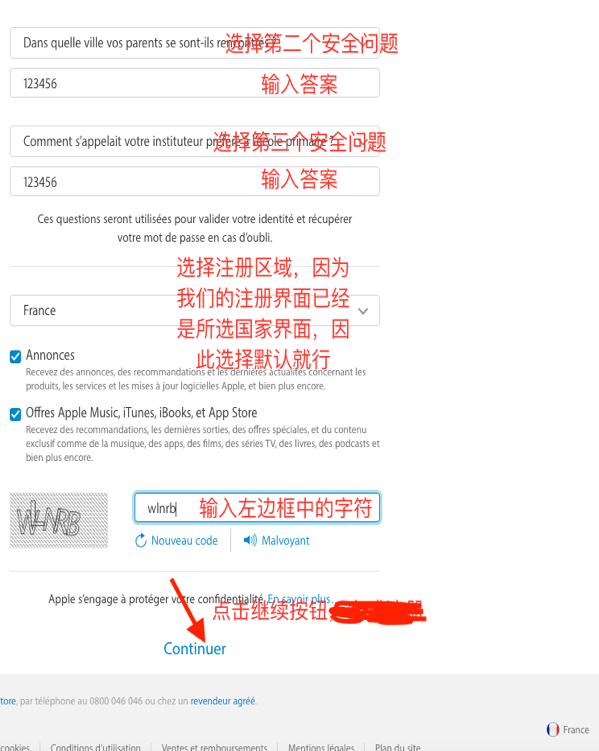 Dans quelle ville vos parents se sont-ils
选择第二个安全问题
123456
输入答案
Comment s’appelait votre instituteur
选择第三个安全问题
123456
输入答案
Ces questions seront utilisées pour valider votre identité et récupérer
votre mot de passe en cas d’oubli.
选择注册区域，因为
我们的注册界面已经
France
是所选国家界面，因
此选择默认就行
Annonces
Recevez des annonces, des recommandations et les dernières actualités concernant les
produits, les services et les mises à jour logicielles Apple, et bien plus encore.
Offres Apple Music, iTunes, iBooks, et App Store
Recevez des recommandations, les dernières sorties, des offres spéciales, et du contenu
exclusif comme de la musique, des apps, des films, des séries TV, des livres, des podcasts et
bien plus encore.
WLNRB
wlnrb
输入左边框中的字符
Nouveau code
Malvoyant
Apple s’engage à protéger votre confidentialité. En savoir plus
点击继续按钮，
Continuer
tore, par téléphone au 0800 046 046 ou chez un revendeur agréé.
France
cookies
Conditions d’utilisation
Ventes et remboursements
Mentions légales
Plan du site